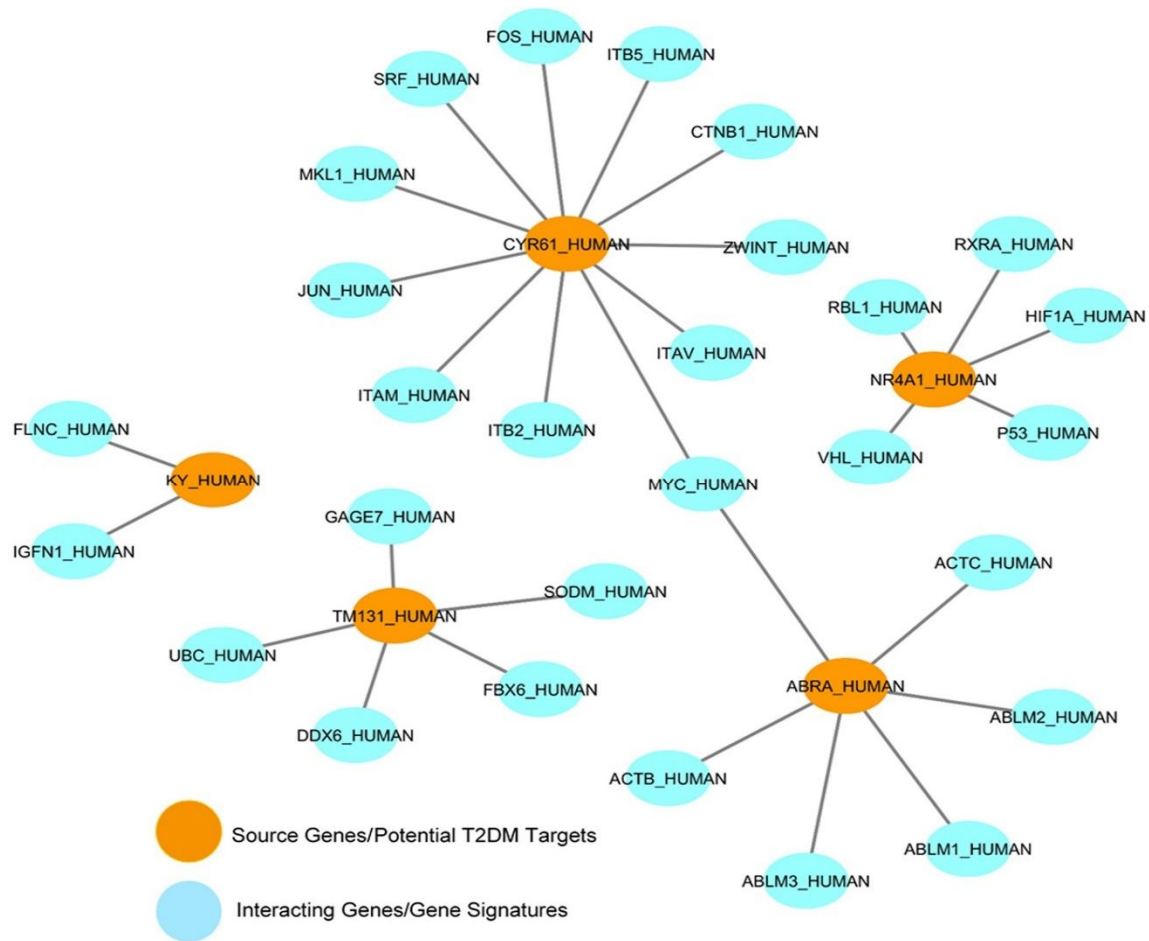 FOS_HUMAN
ITB5_HUMAN
SRF_HUMAN
CTNB1_HUMAN
MKL1_HUMAN
CYR61_HUMAN
ZWINT_HUMAN
RXRA_HUMAN
JUN_HUMAN
RBL1_HUMAN
HIF1A_HUMAN
ITAV_HUMAN
NR4A1_HUMAN
ITAM_HUMAN
ITB2_HUMAN
P53_HUMAN
FLNC_HUMAN
VHL_HUMAN
KY_HUMAN
MYC_HUMAN
GAGE7_HUMAN
IGFN1_HUMAN
ACTC_HUMAN
SODM_HUMAN
TM131_HUMAN
UBC_HUMAN
FBX6_HUMAN
ABRA_HUMAN
ABLM2_HUMAN
DDX6_HUMAN
ACTB_HUMAN
ABLM1_HUMAN
ABLM3_HUMAN
Source Genes/Potential T2DM Targets
Interacting Genes/Gene Signatures